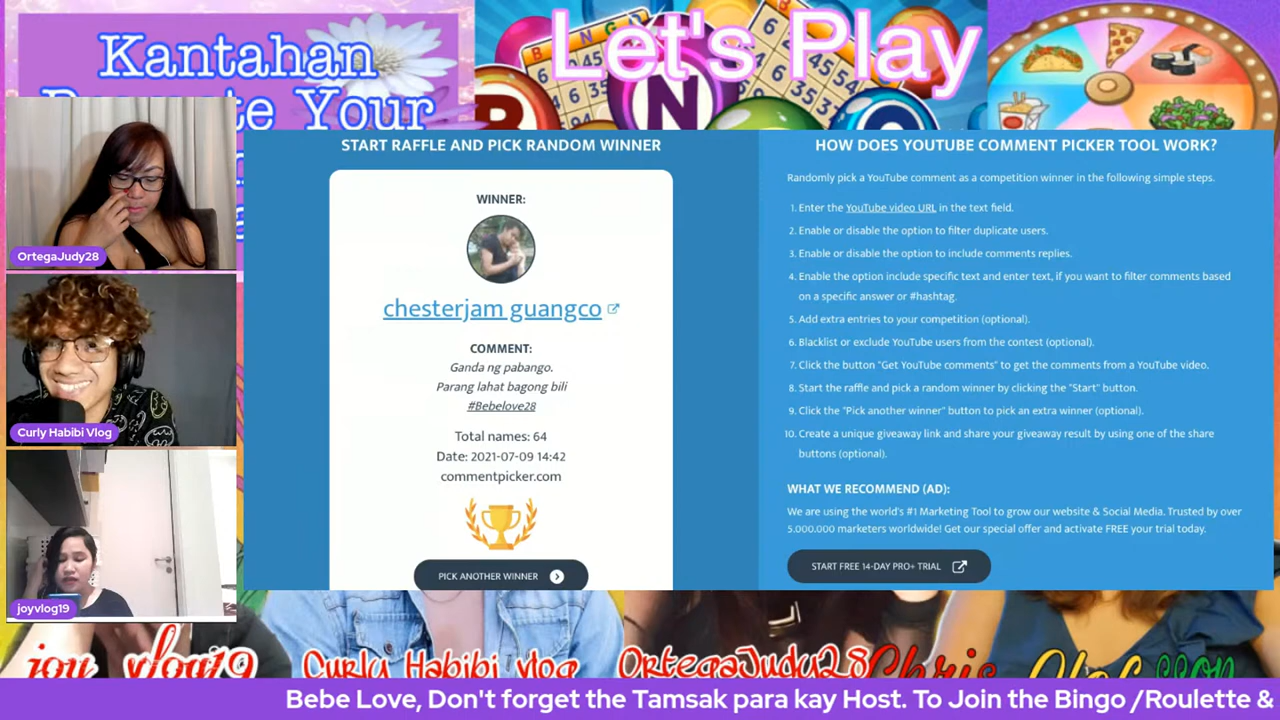 Kantahan
Let's Play
OrtegaJudy28
Curly Habibi Vlog
joyvlog19
START RAFFLE AND PICK RANDOM WINNER
WINNER:
chesterjam guangco
COMMENT:
Ganda ng pabango.
Parang lahat bagong bili
#Bebelove28
Total names: 64
Date: 2021-07-09 14:42
commentpicker.com
PICK ANOTHER WINNER
HOW DOES YOUTUBE COMMENT PICKER TOOL WORK?
Randomly pick a YouTube comment as a competition winner in the following simple steps.
1. Enter the YouTube video URL in the text field.
2. Enable or disable the option to filter duplicate users.
3. Enable or disable the option to include comments replies.
4. Enable the option include specific text and enter text, if you want to filter comments based
on a specific answer or #hashtag.
5. Add extra entries to your competition (optional).
6. Blacklist or exclude YouTube users from the contest (optional).
7. Click the button "Get YouTube comments" to get the comments from a YouTube video.
8. Start the raffle and pick a random winner by clicking the "Start" button.
9. Click the "Pick another winner" button to pick an extra winner (optional).
10. Create a unique giveaway link and share your giveaway result by using one of the share
buttons (optional).
WHAT WE RECOMMEND (AD):
We are using the world's #1 Marketing Tool to grow our website & Social Media. Trusted by over
5.000.000 marketers worldwide! Get our special offer and activate FREE your trial today.
START FREE 14-DAY PRO+ TRIAL
joy vlog19
Curly Habibi vlog
OrtegaJudy28
Chris
Bebe Love, Don't forget the Tamsak para kay Host. To Join the Bingo /Roulette &